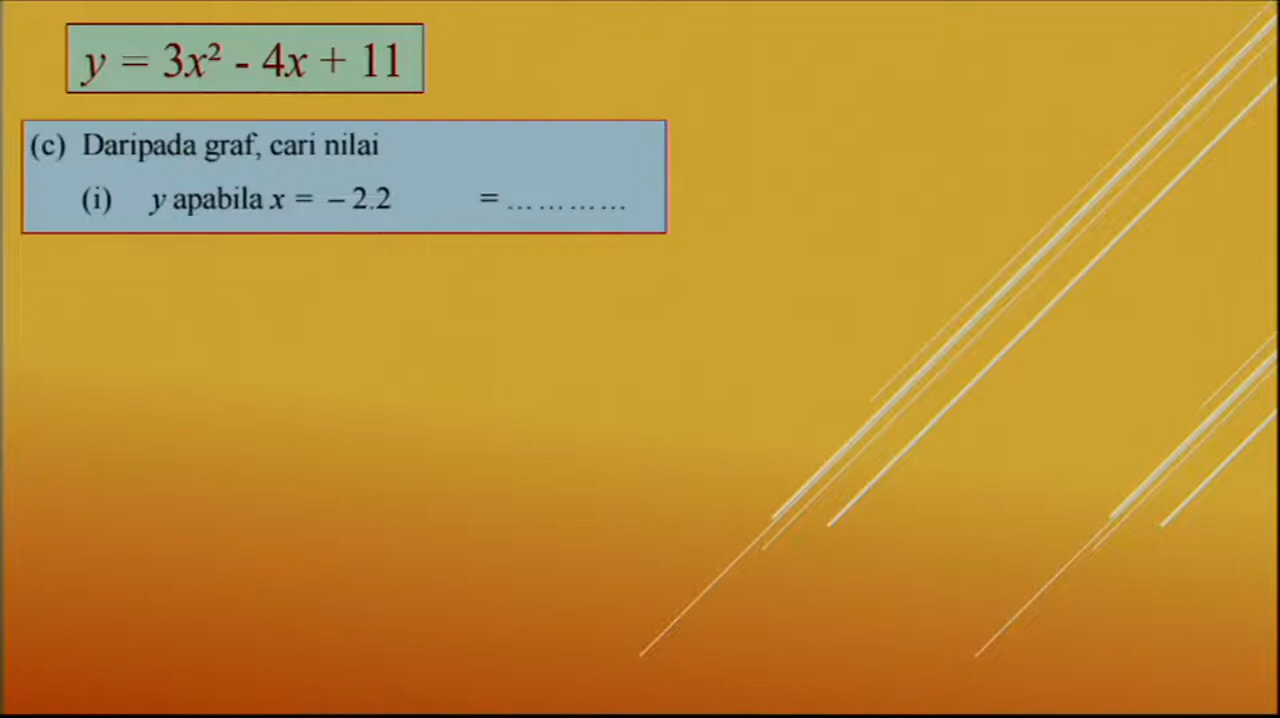 y = 3x² - 4x + 11
(c) Daripada graf, cari nilai
(i) y apabila x = – 2.2 = …………